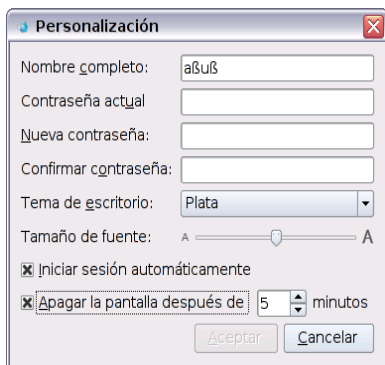 Personalización
Nombre completo: aßuß
Contraseña actual
Nueva contraseña:
Confirmar contraseña:
Tema de escritorio: Plata
Tamaño de fuente: A A
Iniciar sesión automáticamente
Apagar la pantalla después de 5 minutos
Aceptar Cancelar